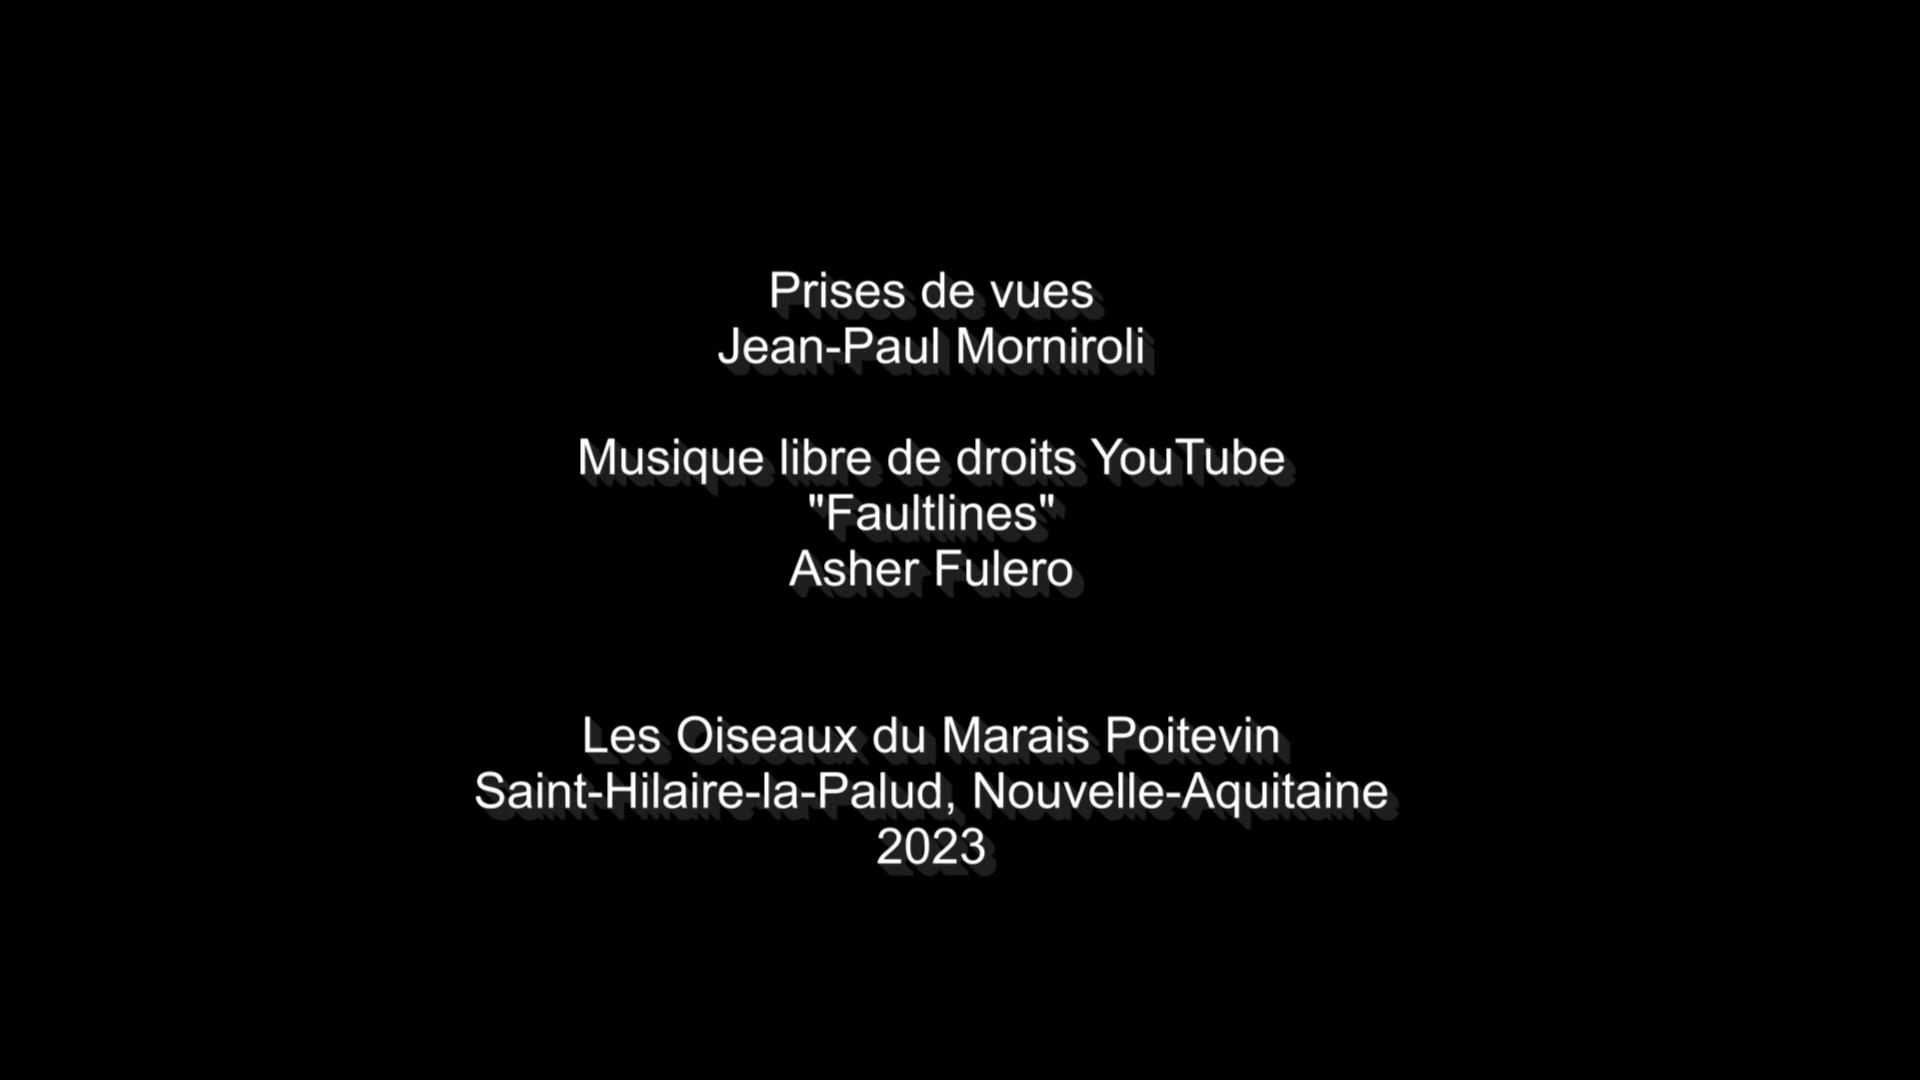 Prises de vues
Jean-Paul Morniroli
Musique libre de droits YouTube
"Faultlines"
Asher Fulero
Les Oiseaux du Marais Poitevin
Saint-Hilaire-la-Palud, Nouvelle-Aquitaine
2023